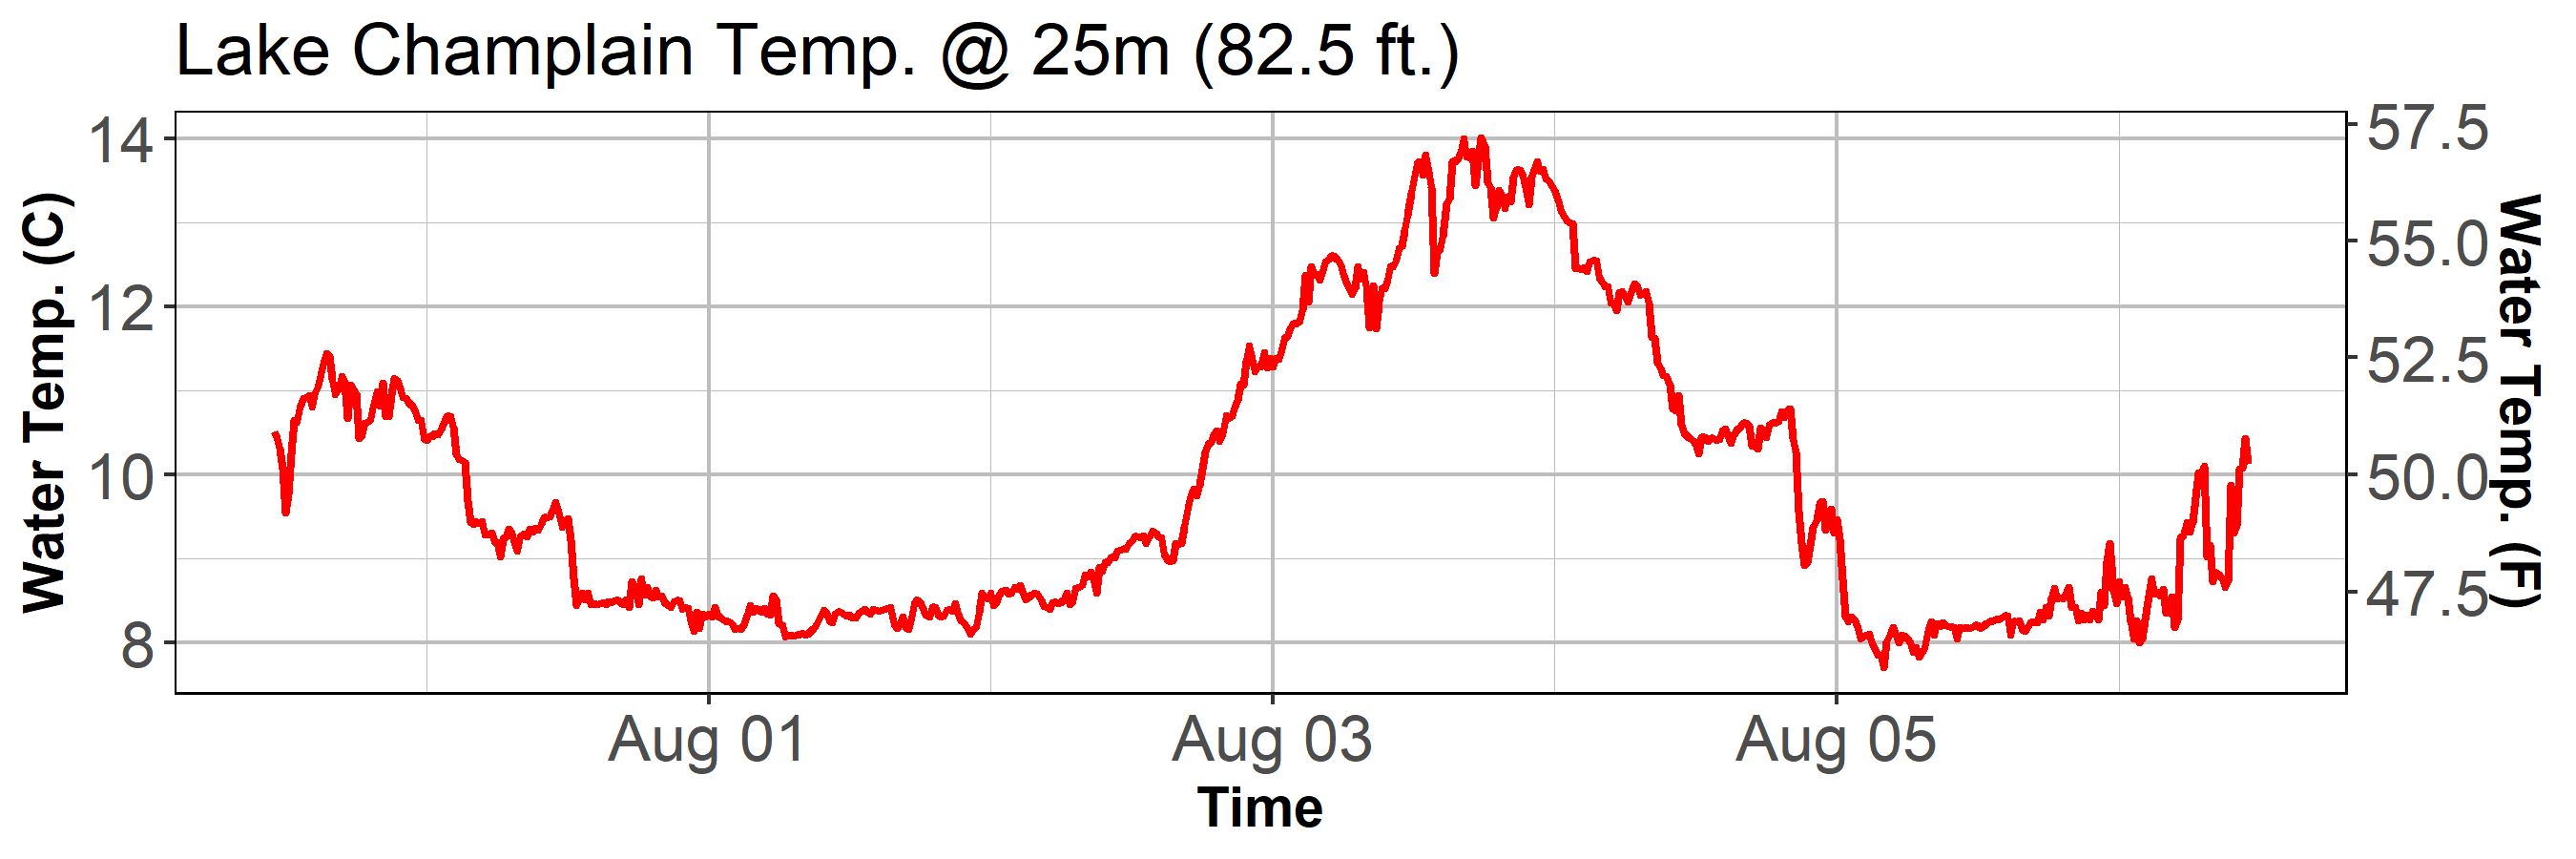 Lake Champlain Temp. @ 25m (82.5 ft.)
Water Temp. (C)
14
12
10
8
57.5
55.0
52.5
50.0
47.5
Water Temp. (F)
Aug 01 Aug 03 Aug 05
Time